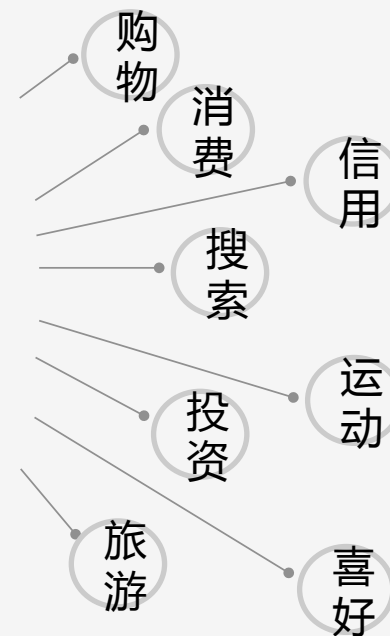 购
物
消
费
信
用
搜
索
运
动
投
资
旅
游
喜
好